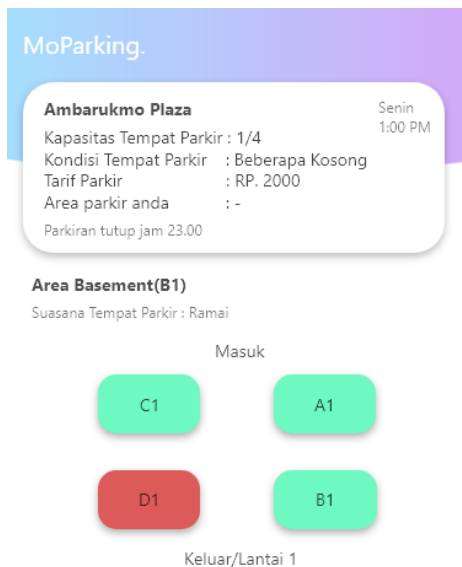 MoParking.
Ambarukmo Plaza
Senin
1:00 PM
Kapasitas Tempat Parkir : 1/4
Kondisi Tempat Parkir : Beberapa Kosong
Tarif Parkir : RP. 2000
Area parkir anda : -
Parkiran tutup jam 23.00
Area Basement(B1)
Suasana Tempat Parkir : Ramai
Masuk
C1 A1
D1 B1
Keluar/Lantai 1